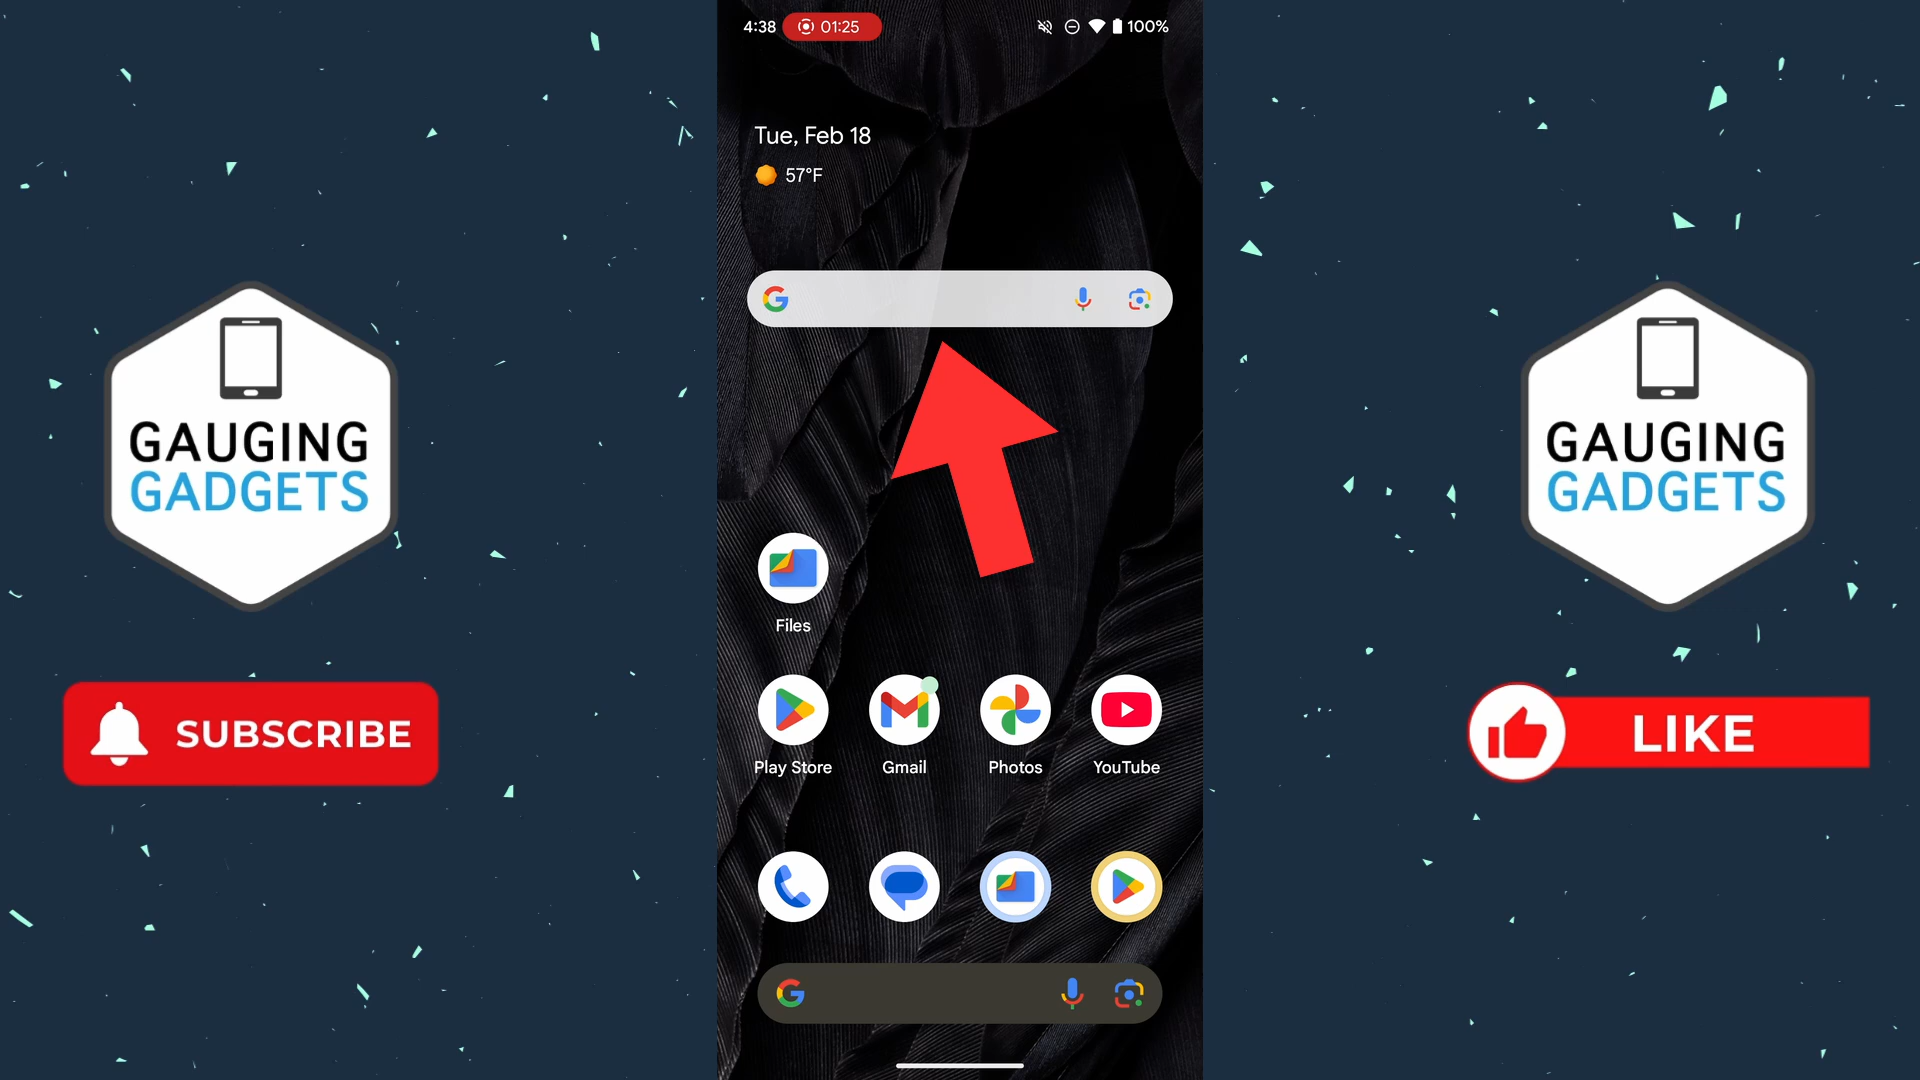 4:38 01:25 100%
Tue, Feb 18
57°F
GAUGING
GADGETS
SUBSCRIBE
Files
Play Store Gmail Photos YouTube
GAUGING
GADGETS
LIKE